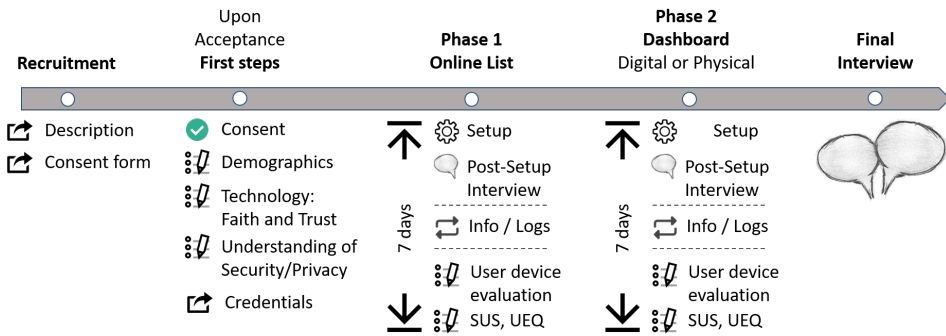 Recruitment
Description
Consent form
Upon
Acceptance
First steps
Consent
Demographics
Technology:
Faith and Trust
Understanding of
Security/Privacy
Credentials
Phase 1
Online List
7 days
Setup
Post-Setup
Interview
Info / Logs
User device
evaluation
SUS, UEQ
Phase 2
Dashboard
Digital or Physical
7 days
Setup
Post-Setup
Interview
Info / Logs
User device
evaluation
SUS, UEQ
Final
Interview